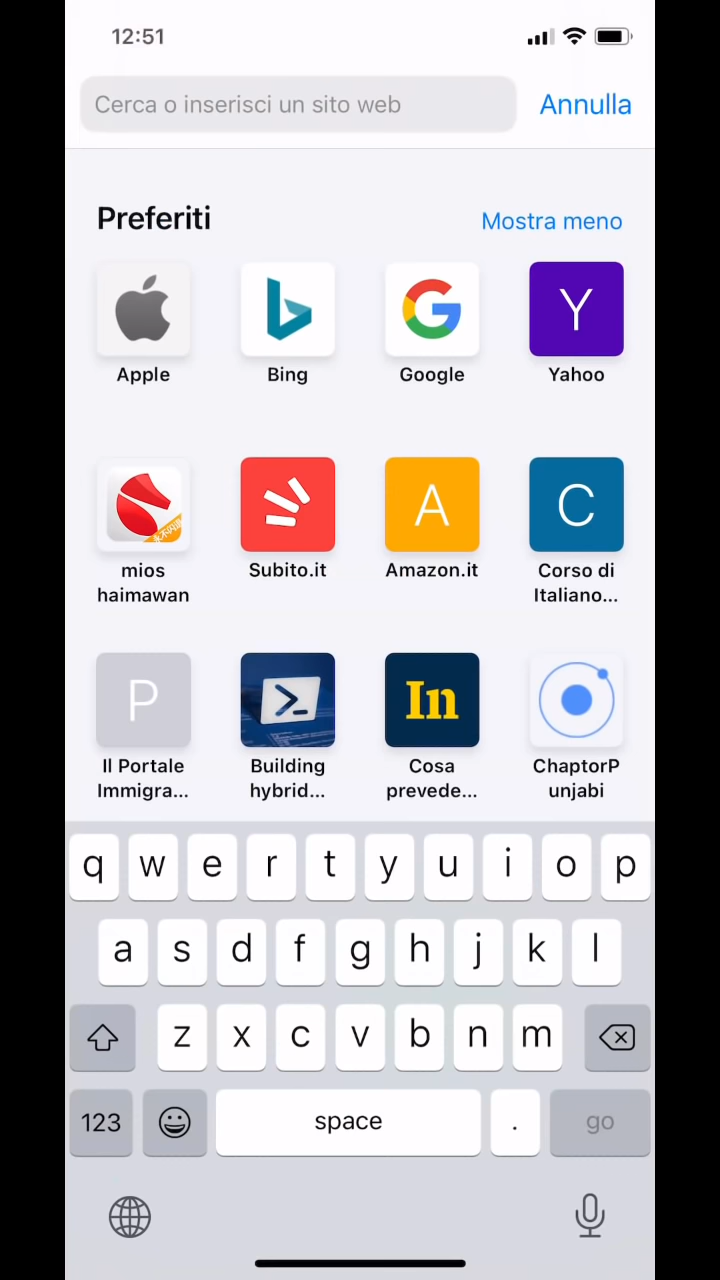 12:51
Cerca o inserisci un sito web
Annulla
Preferiti
Mostra meno
Y
Apple
Bing
Google
Yahoo
A
C
mios
haimawan
Subito.it
Amazon.it
Corso di
Italiano...
P
In
Il Portale
Immigra...
Building
hybrid...
Cosa
prevede...
ChaptorP
unjabi
q w e r t y u i o p
a s d f g h j k l
z x c v b n m
123
space
.
go